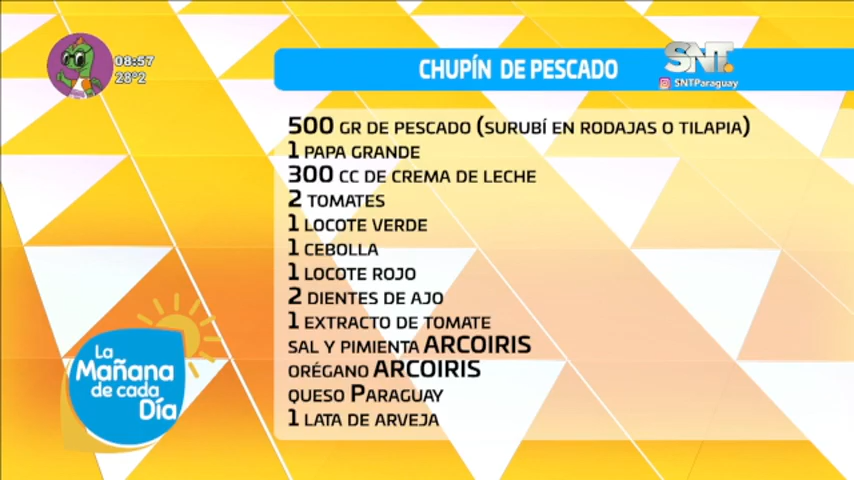 08:57
28°2
CHUPÍN DE PESCADO
SNT.
SNTParaguay
500 GR DE PESCADO (SURUBÍ EN RODAJAS O TILAPIA)
1 PAPA GRANDE
300 CC DE CREMA DE LECHE
2 TOMATES
1 LOCOTE VERDE
1 CEBOLLA
1 LOCOTE ROJO
2 DIENTES DE AJO
1 EXTRACTO DE TOMATE
SAL Y PIMIENTA ARCOIRIS
ORÉGANO ARCOIRIS
QUESO PARAGUAY
1 LATA DE ARVEJA
La
Mañana
de cada
Día